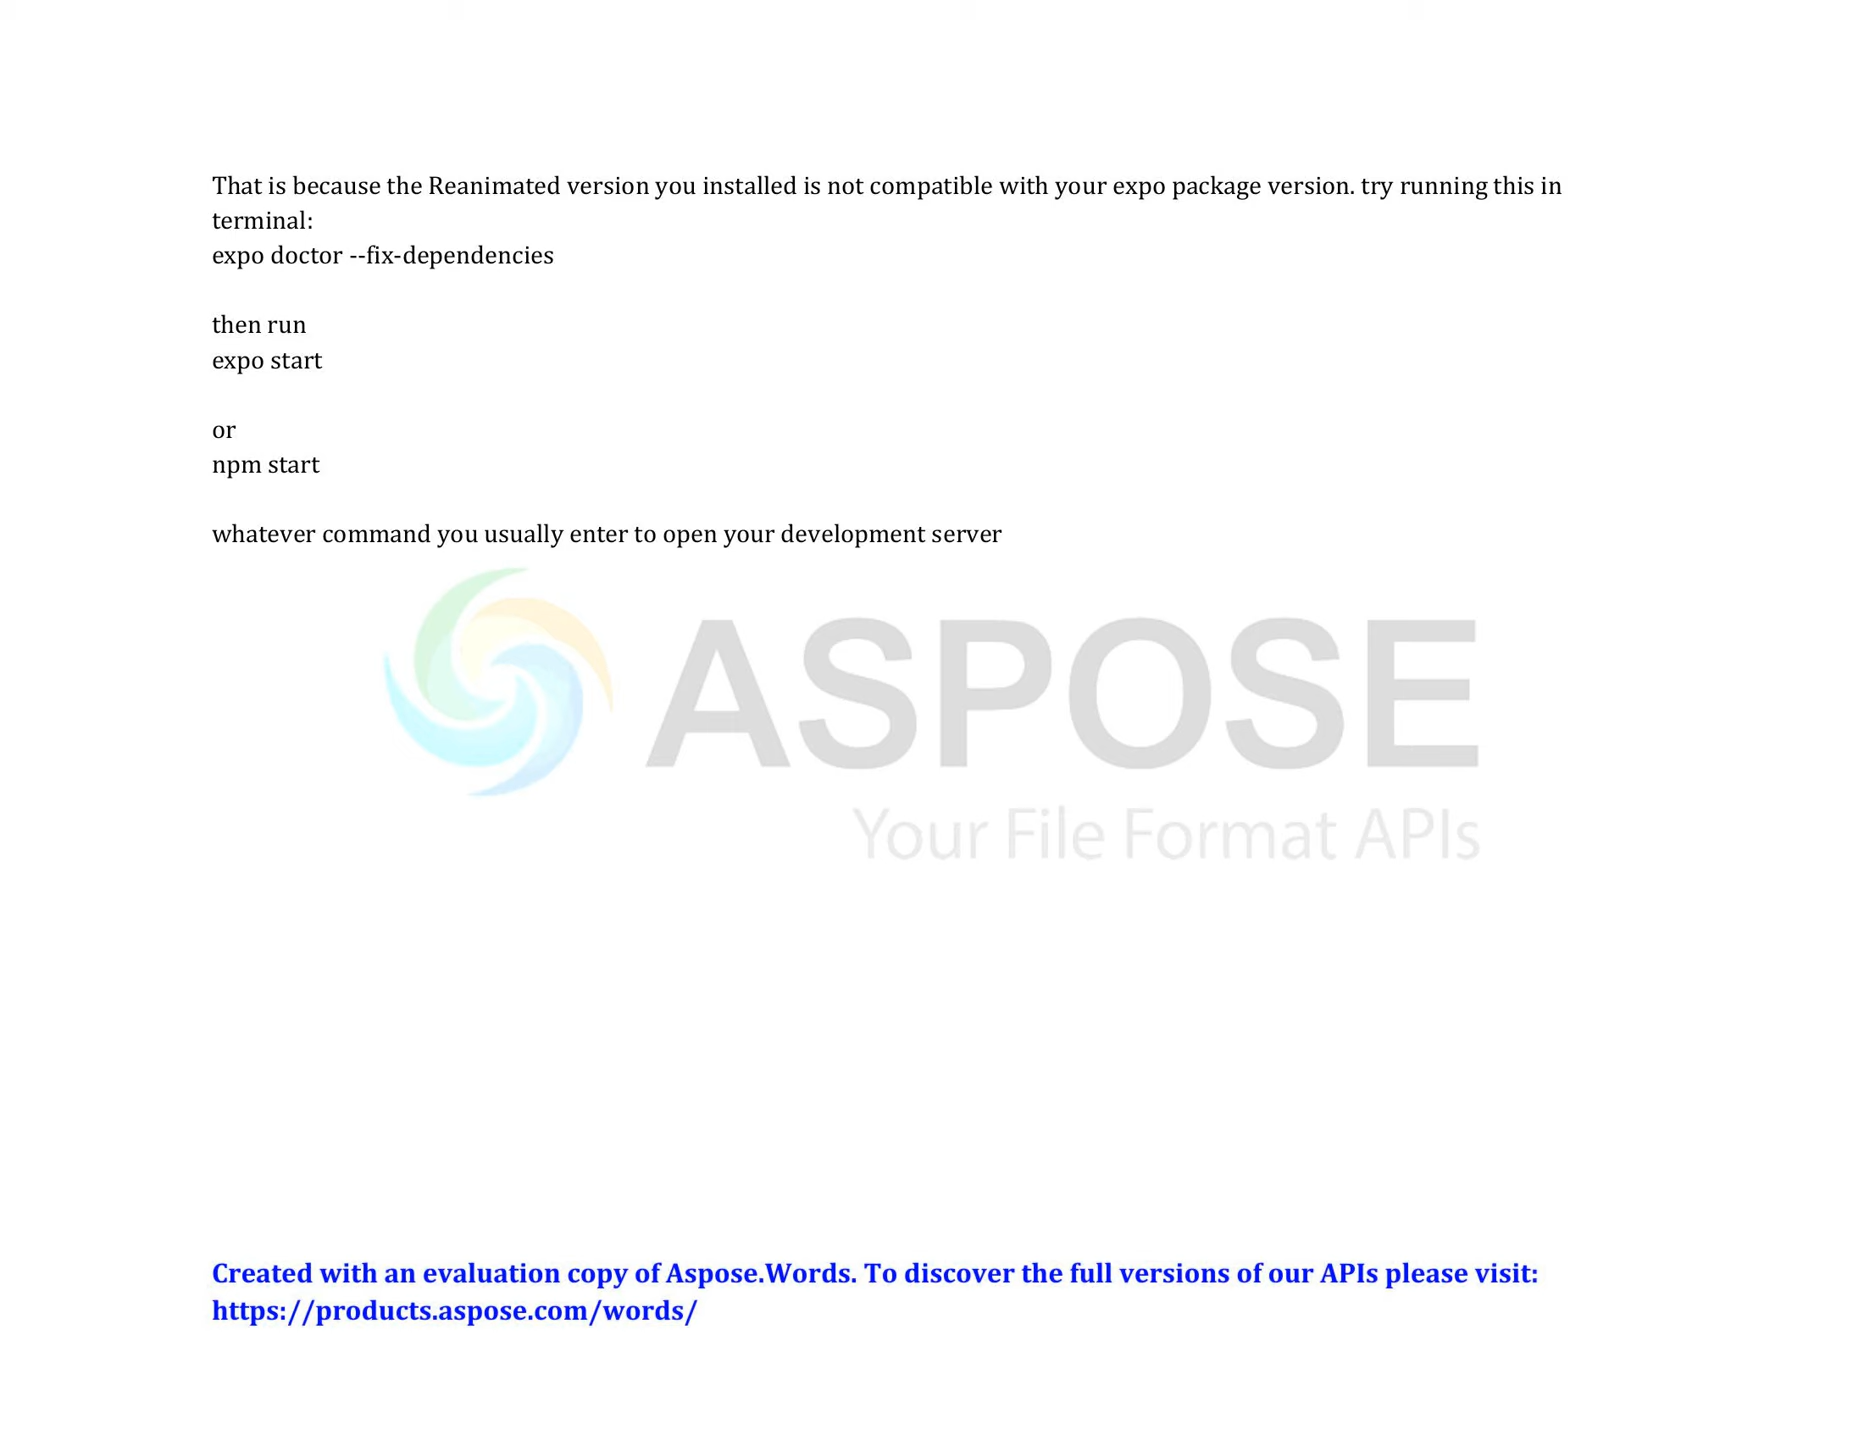 That is because the Reanimated version you installed is not compatible with your expo package version. try running this in
terminal:
expo doctor --fix-dependencies
then run
expo start
or
npm start
whatever command you usually enter to open your development server
ASPOSE
Your File Format APIs
Created with an evaluation copy of Aspose.Words. To discover the full versions of our APIs please visit:
https://products.aspose.com/words/